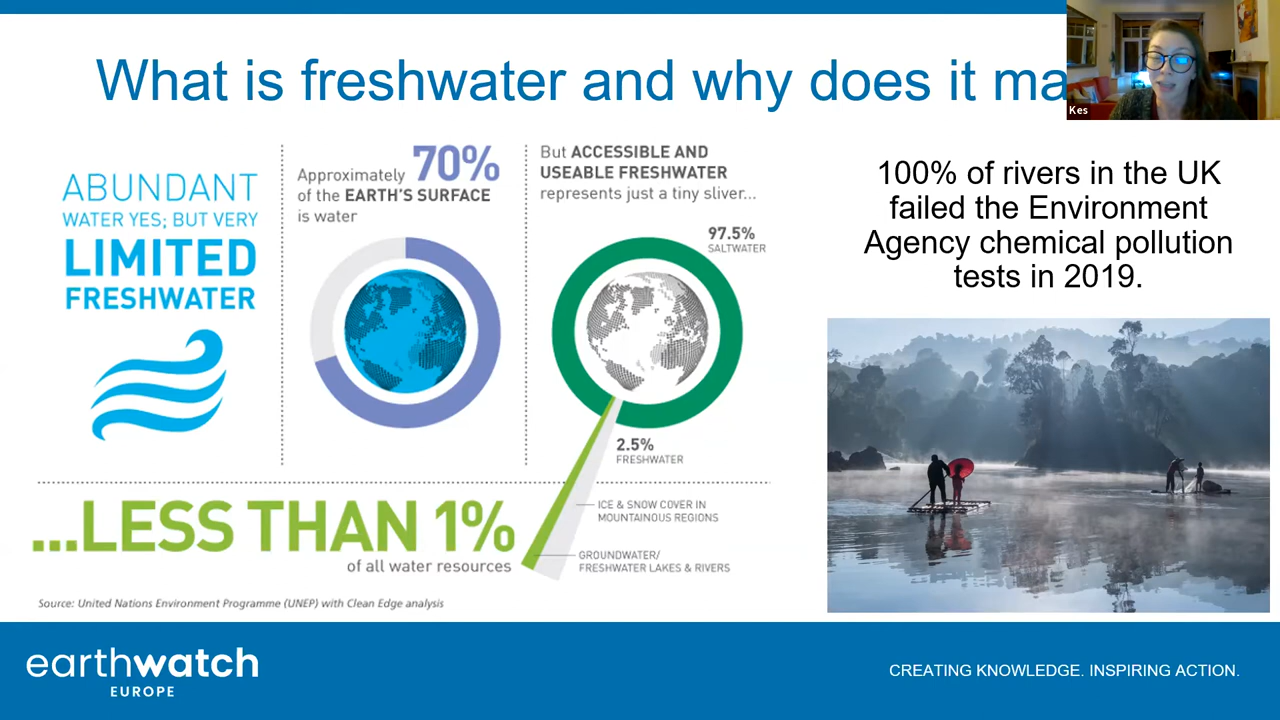 What is freshwater and why does it ma
Kes
ABUNDANT
WATER YES; BUT VERY
LIMITED
FRESHWATER
Approximately 70%
of the EARTH'S SURFACE
is water
But ACCESSIBLE AND
USEABLE FRESHWATER
represents just a tiny sliver...
97.5%
SALTWATER
2.5%
FRESHWATER
ICE & SNOW COVER IN
MOUNTAINOUS REGIONS
GROUNDWATER/
FRESHWATER LAKES & RIVERS
...LESS THAN 1%
of all water resources
Source: United Nations Environment Programme (UNEP) with Clean Edge analysis
100% of rivers in the UK
failed the Environment
Agency chemical pollution
tests in 2019.
earthwatch
EUROPE
CREATING KNOWLEDGE. INSPIRING ACTION.